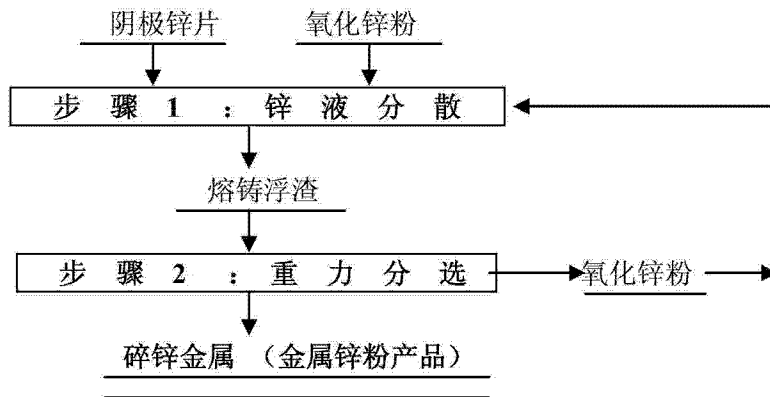 阴极锌片 氧化锌粉
步骤1：锌液分散
熔铸浮渣
步骤2：重力分选 氧化锌粉
碎锌金属（金属锌粉产品）